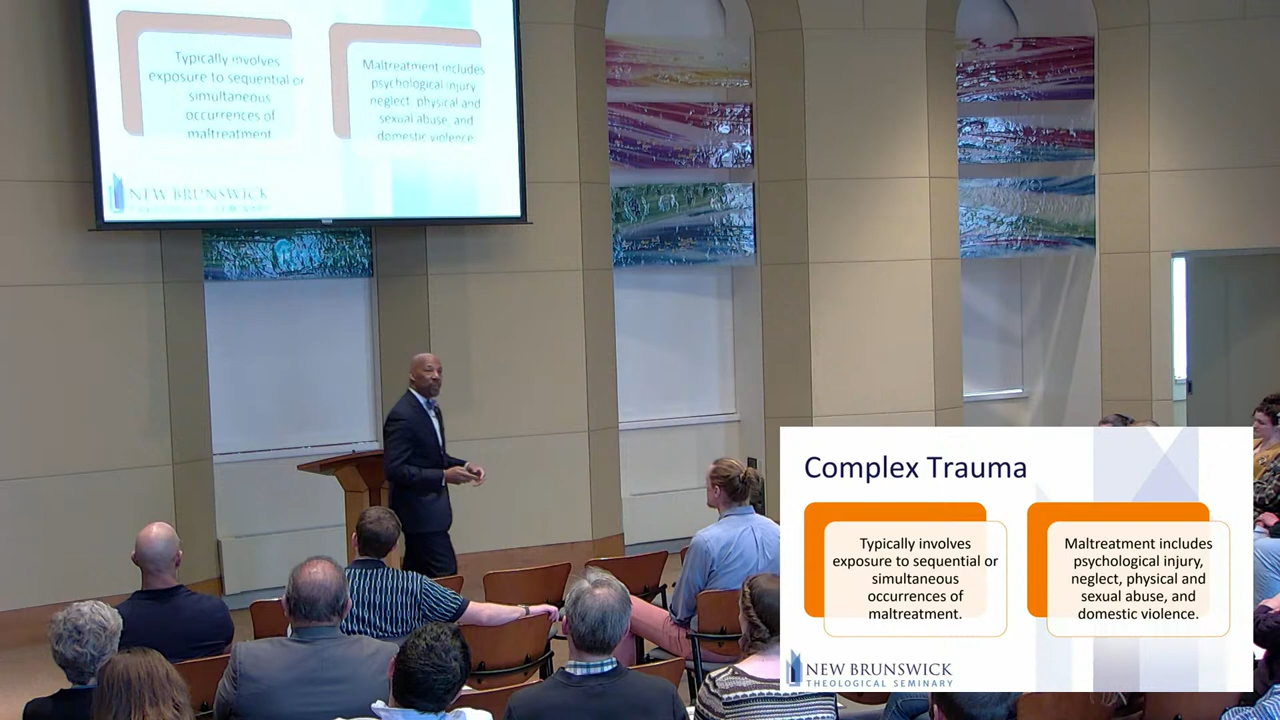 Typically involves
exposure to sequential or
simultaneous
occurrences of
maltreatment.
Maltreatment includes
psychological injury,
neglect, physical and
sexual abuse, and
domestic violence.
NEW BRUNSWICK
THEOLOGICAL SEMINARY
Complex Trauma
Typically involves
exposure to sequential or
simultaneous
occurrences of
maltreatment.
Maltreatment includes
psychological injury,
neglect, physical and
sexual abuse, and
domestic violence.
NEW BRUNSWICK
THEOLOGICAL SEMINARY